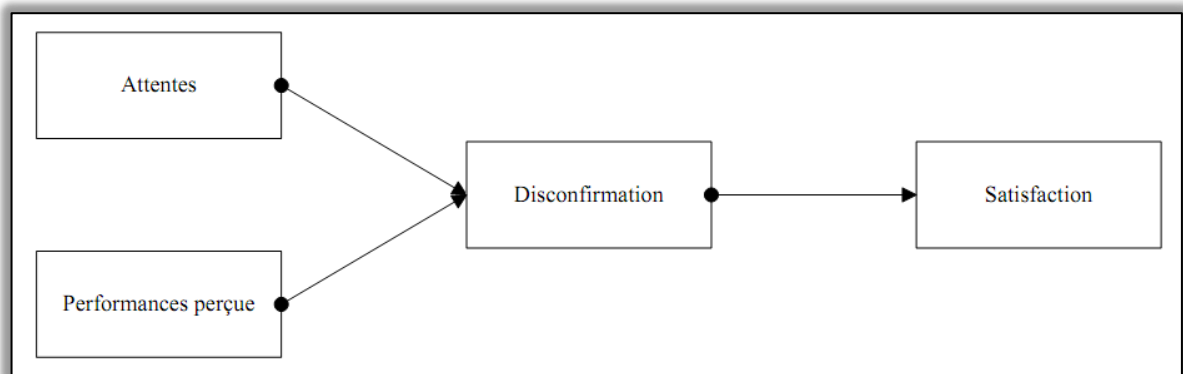 Attentes
Disconfirmation
Satisfaction
Performances perçue